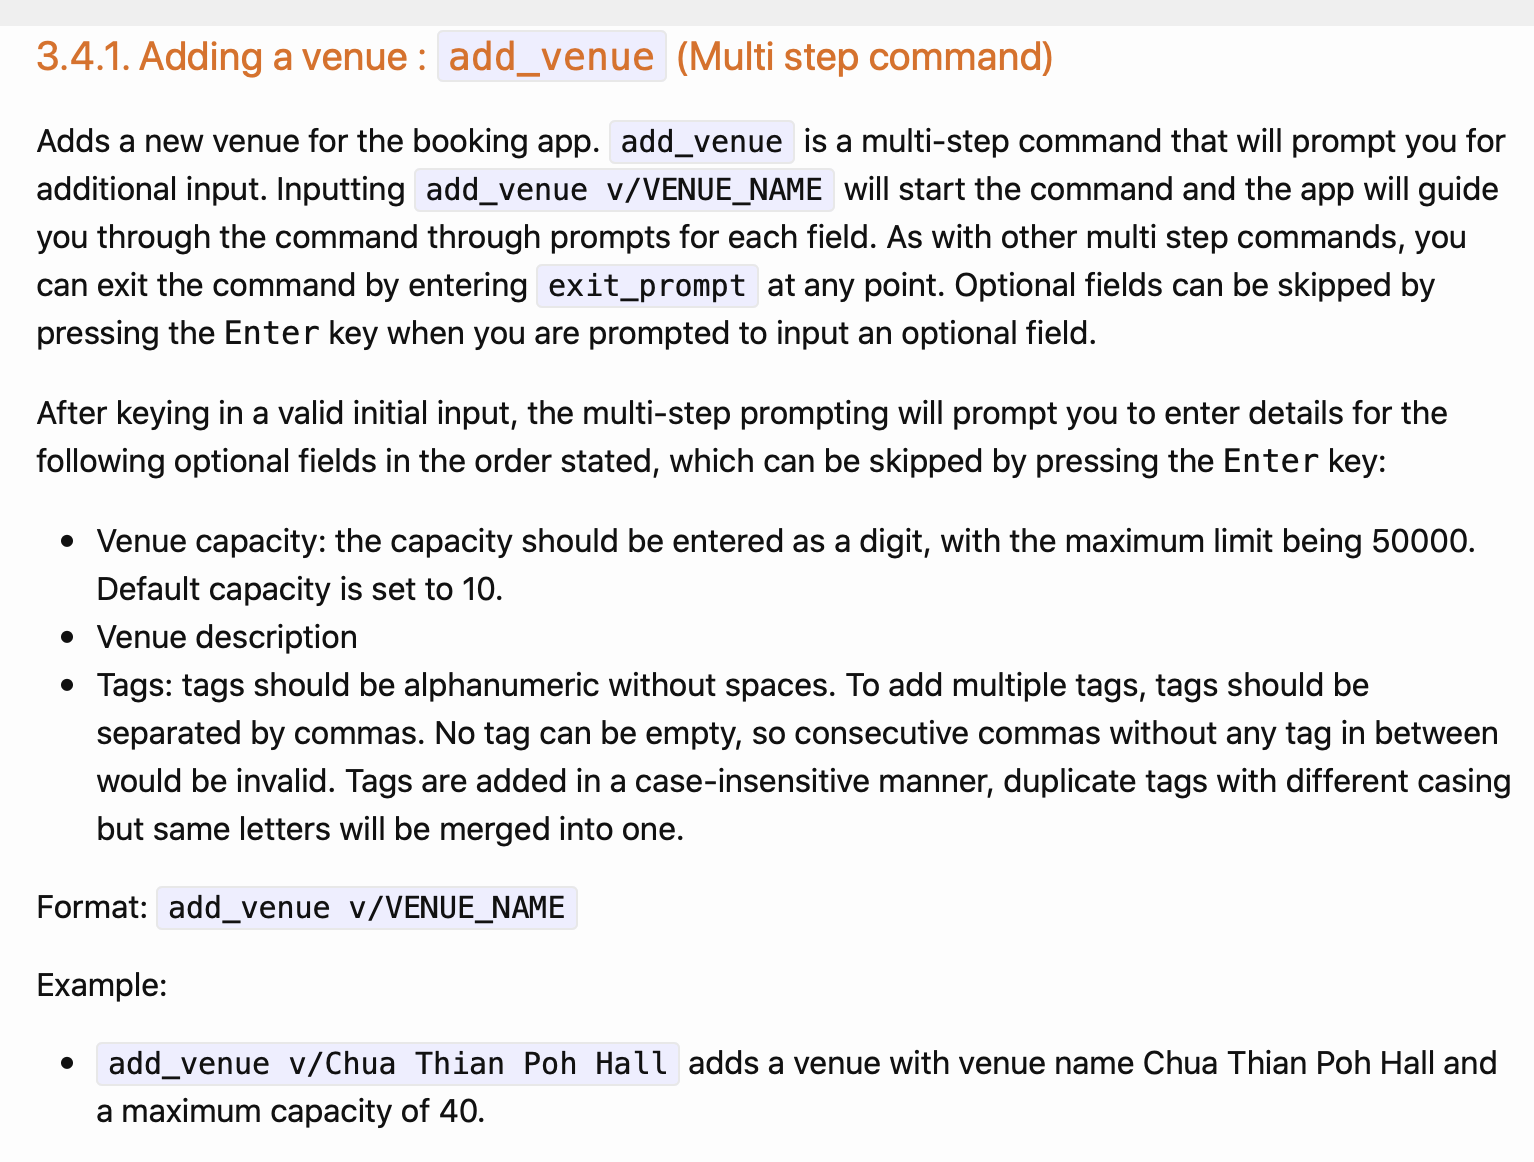 3.4.1. Adding a venue : add_venue (Multi step command)
Adds a new venue for the booking app. add_venue is a multi-step command that will prompt you for
additional input. Inputting add_venue v/VENUE_NAME will start the command and the app will guide
you through the command through prompts for each field. As with other multi step commands, you
can exit the command by entering exit_prompt at any point. Optional fields can be skipped by
pressing the Enter key when you are prompted to input an optional field.
After keying in a valid initial input, the multi-step prompting will prompt you to enter details for the
following optional fields in the order stated, which can be skipped by pressing the Enter key:
• Venue capacity: the capacity should be entered as a digit, with the maximum limit being 50000.
Default capacity is set to 10.
• Venue description
• Tags: tags should be alphanumeric without spaces. To add multiple tags, tags should be
separated by commas. No tag can be empty, so consecutive commas without any tag in between
would be invalid. Tags are added in a case-insensitive manner, duplicate tags with different casing
but same letters will be merged into one.
Format: add_venue v/VENUE_NAME
Example:
• add_venue v/Chua Thian Poh Hall adds a venue with venue name Chua Thian Poh Hall and
a maximum capacity of 40.